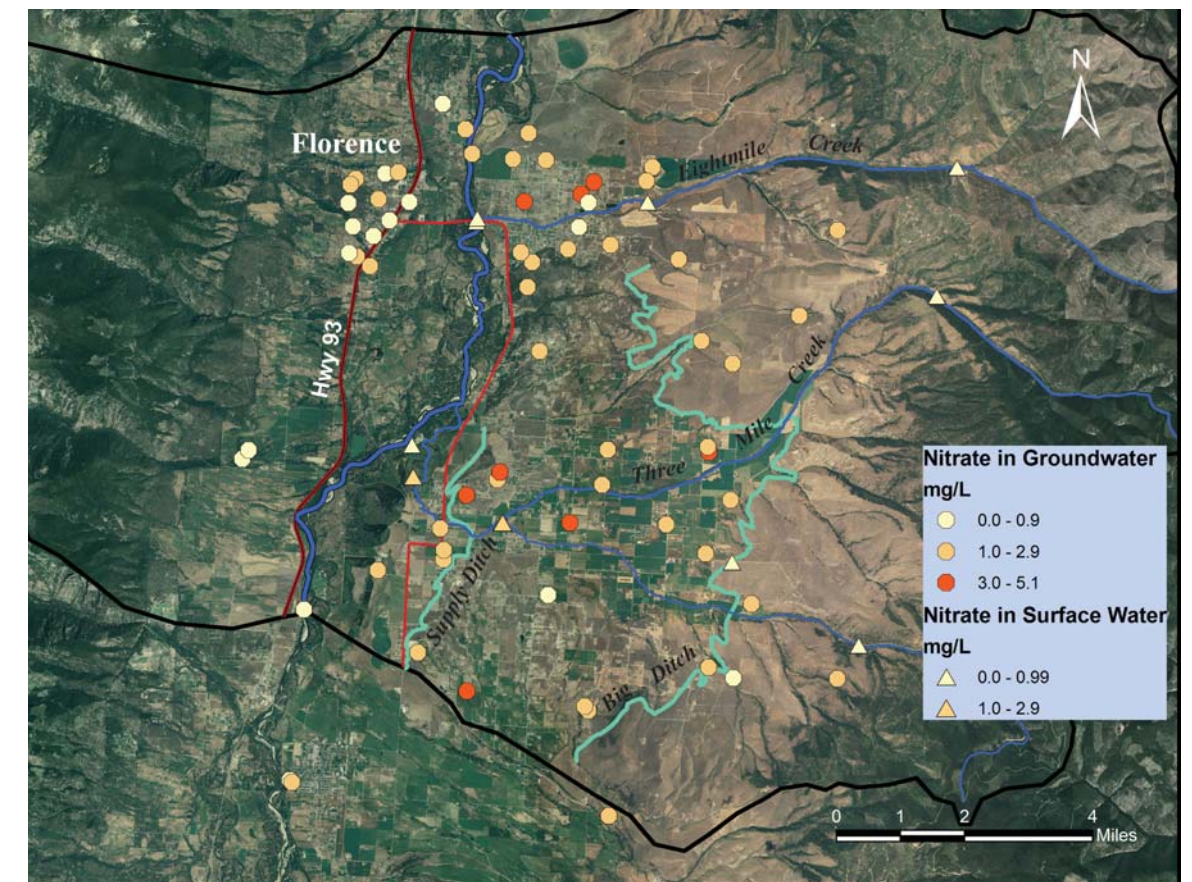 N
Florence
Eightmile Creek
Hwy 93
Three Mile Creek
Supply Ditch
Big Ditch
Nitrate in Groundwater
mg/L
0.0 - 0.9
1.0 - 2.9
3.0 - 5.1
Nitrate in Surface Water
mg/L
0.0 - 0.99
1.0 - 2.9
0 1 2 4
Miles